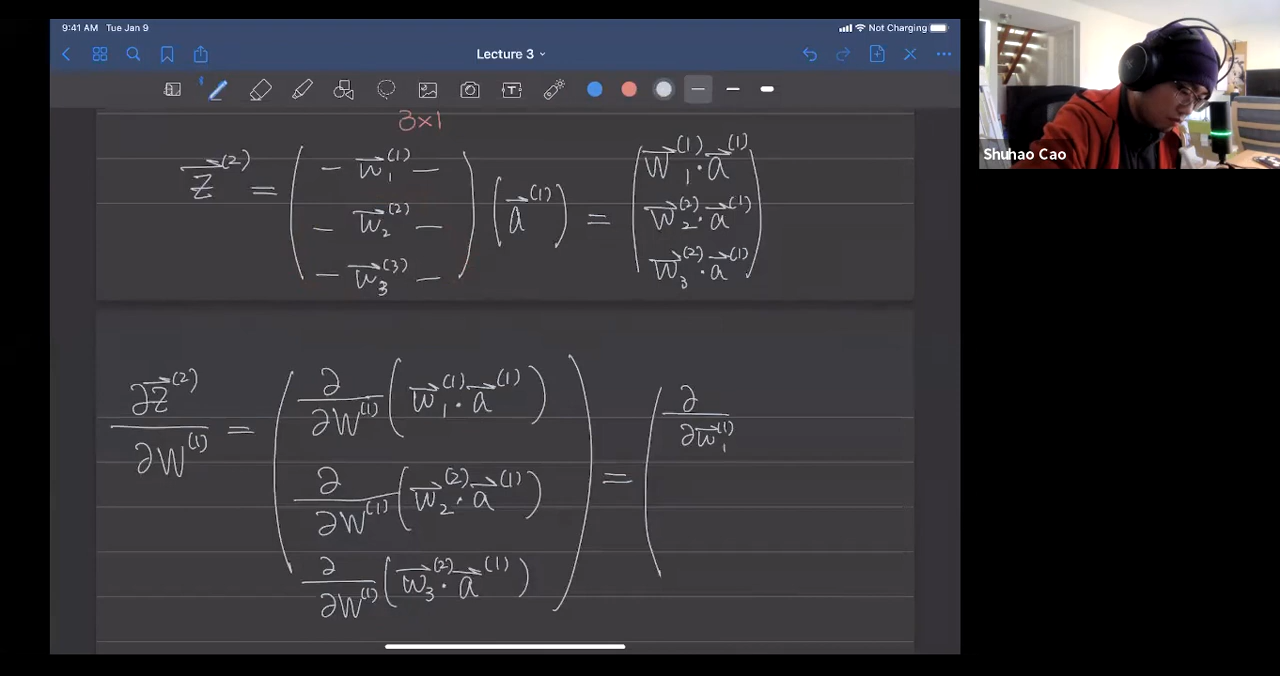 9:41 AM Tue Jan 9
Not Charging
Lecture 3
T
3×1
z⃗⁽²⁾ = ( — w⃗₁⁽¹⁾ — ) ( a⃗⁽¹⁾ ) = ( w⃗₁⁽¹⁾ · a⃗⁽¹⁾ )
— w⃗₂⁽²⁾ — w⃗₂⁽²⁾ · a⃗⁽¹⁾
— w⃗₃⁽³⁾ — w⃗₃⁽²⁾ · a⃗⁽¹⁾
∂z⃗⁽²⁾/∂W⁽¹⁾ = ( ∂/∂W⁽¹⁾ ( w⃗₁⁽¹⁾ · a⃗⁽¹⁾ ) ) = ( ∂/∂w⃗₁⁽¹⁾
∂/∂W⁽¹⁾ ( w⃗₂⁽²⁾ · a⃗⁽¹⁾ )
∂/∂W⁽¹⁾ ( w⃗₃⁽²⁾ · a⃗⁽¹⁾ )
Shuhao Cao